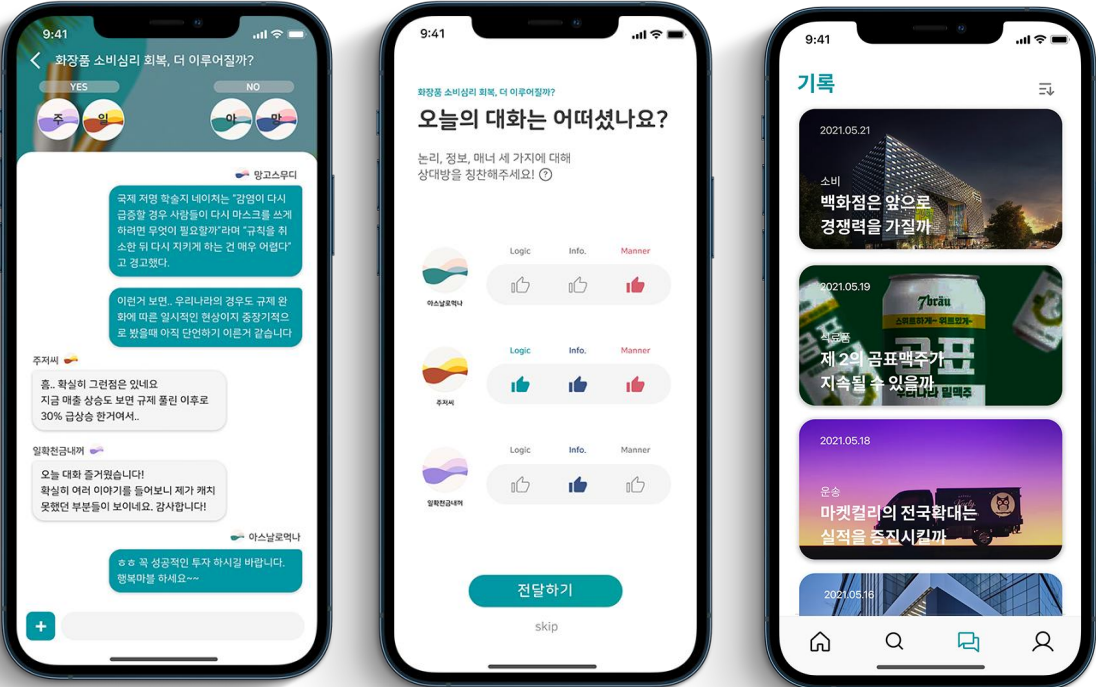 9:41
화장품 소비심리 회복, 더 이루어질까?
YES
NO
주
일
아
망
망고스무디
국제 저명 학술지 네이처는 "감염이 다시
급증할 경우 사람들이 다시 마스크를 쓰게
하려면 무엇이 필요할까"라며 "규칙을 취
소한 뒤 다시 지키게 하는 건 매우 어렵다"
고 경고했다.
이런거 보면.. 우리나라의 경우도 규제 완
화에 따른 일시적인 현상이지 중장기적으
로 봤을때 아직 단언하기 이른거 같습니다
주저씨
흠.. 확실히 그런점은 있네요
지금 매출 상승도 보면 규제 풀린 이후로
30% 급상승 한거여서..
일확천금내꺼
오늘 대화 즐거웠습니다!
확실히 여러 이야기를 들어보니 제가 캐치
못했던 부분들이 보이네요. 감사합니다!
아스날로먹나
ㅎㅎ 꼭 성공적인 투자 하시길 바랍니다.
행복마블 하세요~~
9:41
화장품 소비심리 회복, 더 이루어질까?
오늘의 대화는 어떠셨나요?
논리, 정보, 매너 세 가지에 대해
상대방을 칭찬해주세요!
Logic Info. Manner
아스날로먹나
Logic Info. Manner
주저씨
Logic Info. Manner
일확천금내꺼
전달하기
skip
9:41
기록
2021.05.21
소비
백화점은 앞으로
경쟁력을 가질까
2021.05.19
식료품
제 2의 곰표맥주가
지속될 수 있을까
7bräu
곰표
우리나라 밀맥주
2021.05.18
운송
마켓컬리의 전국확대는
실적을 증진시킬까
2021.05.16